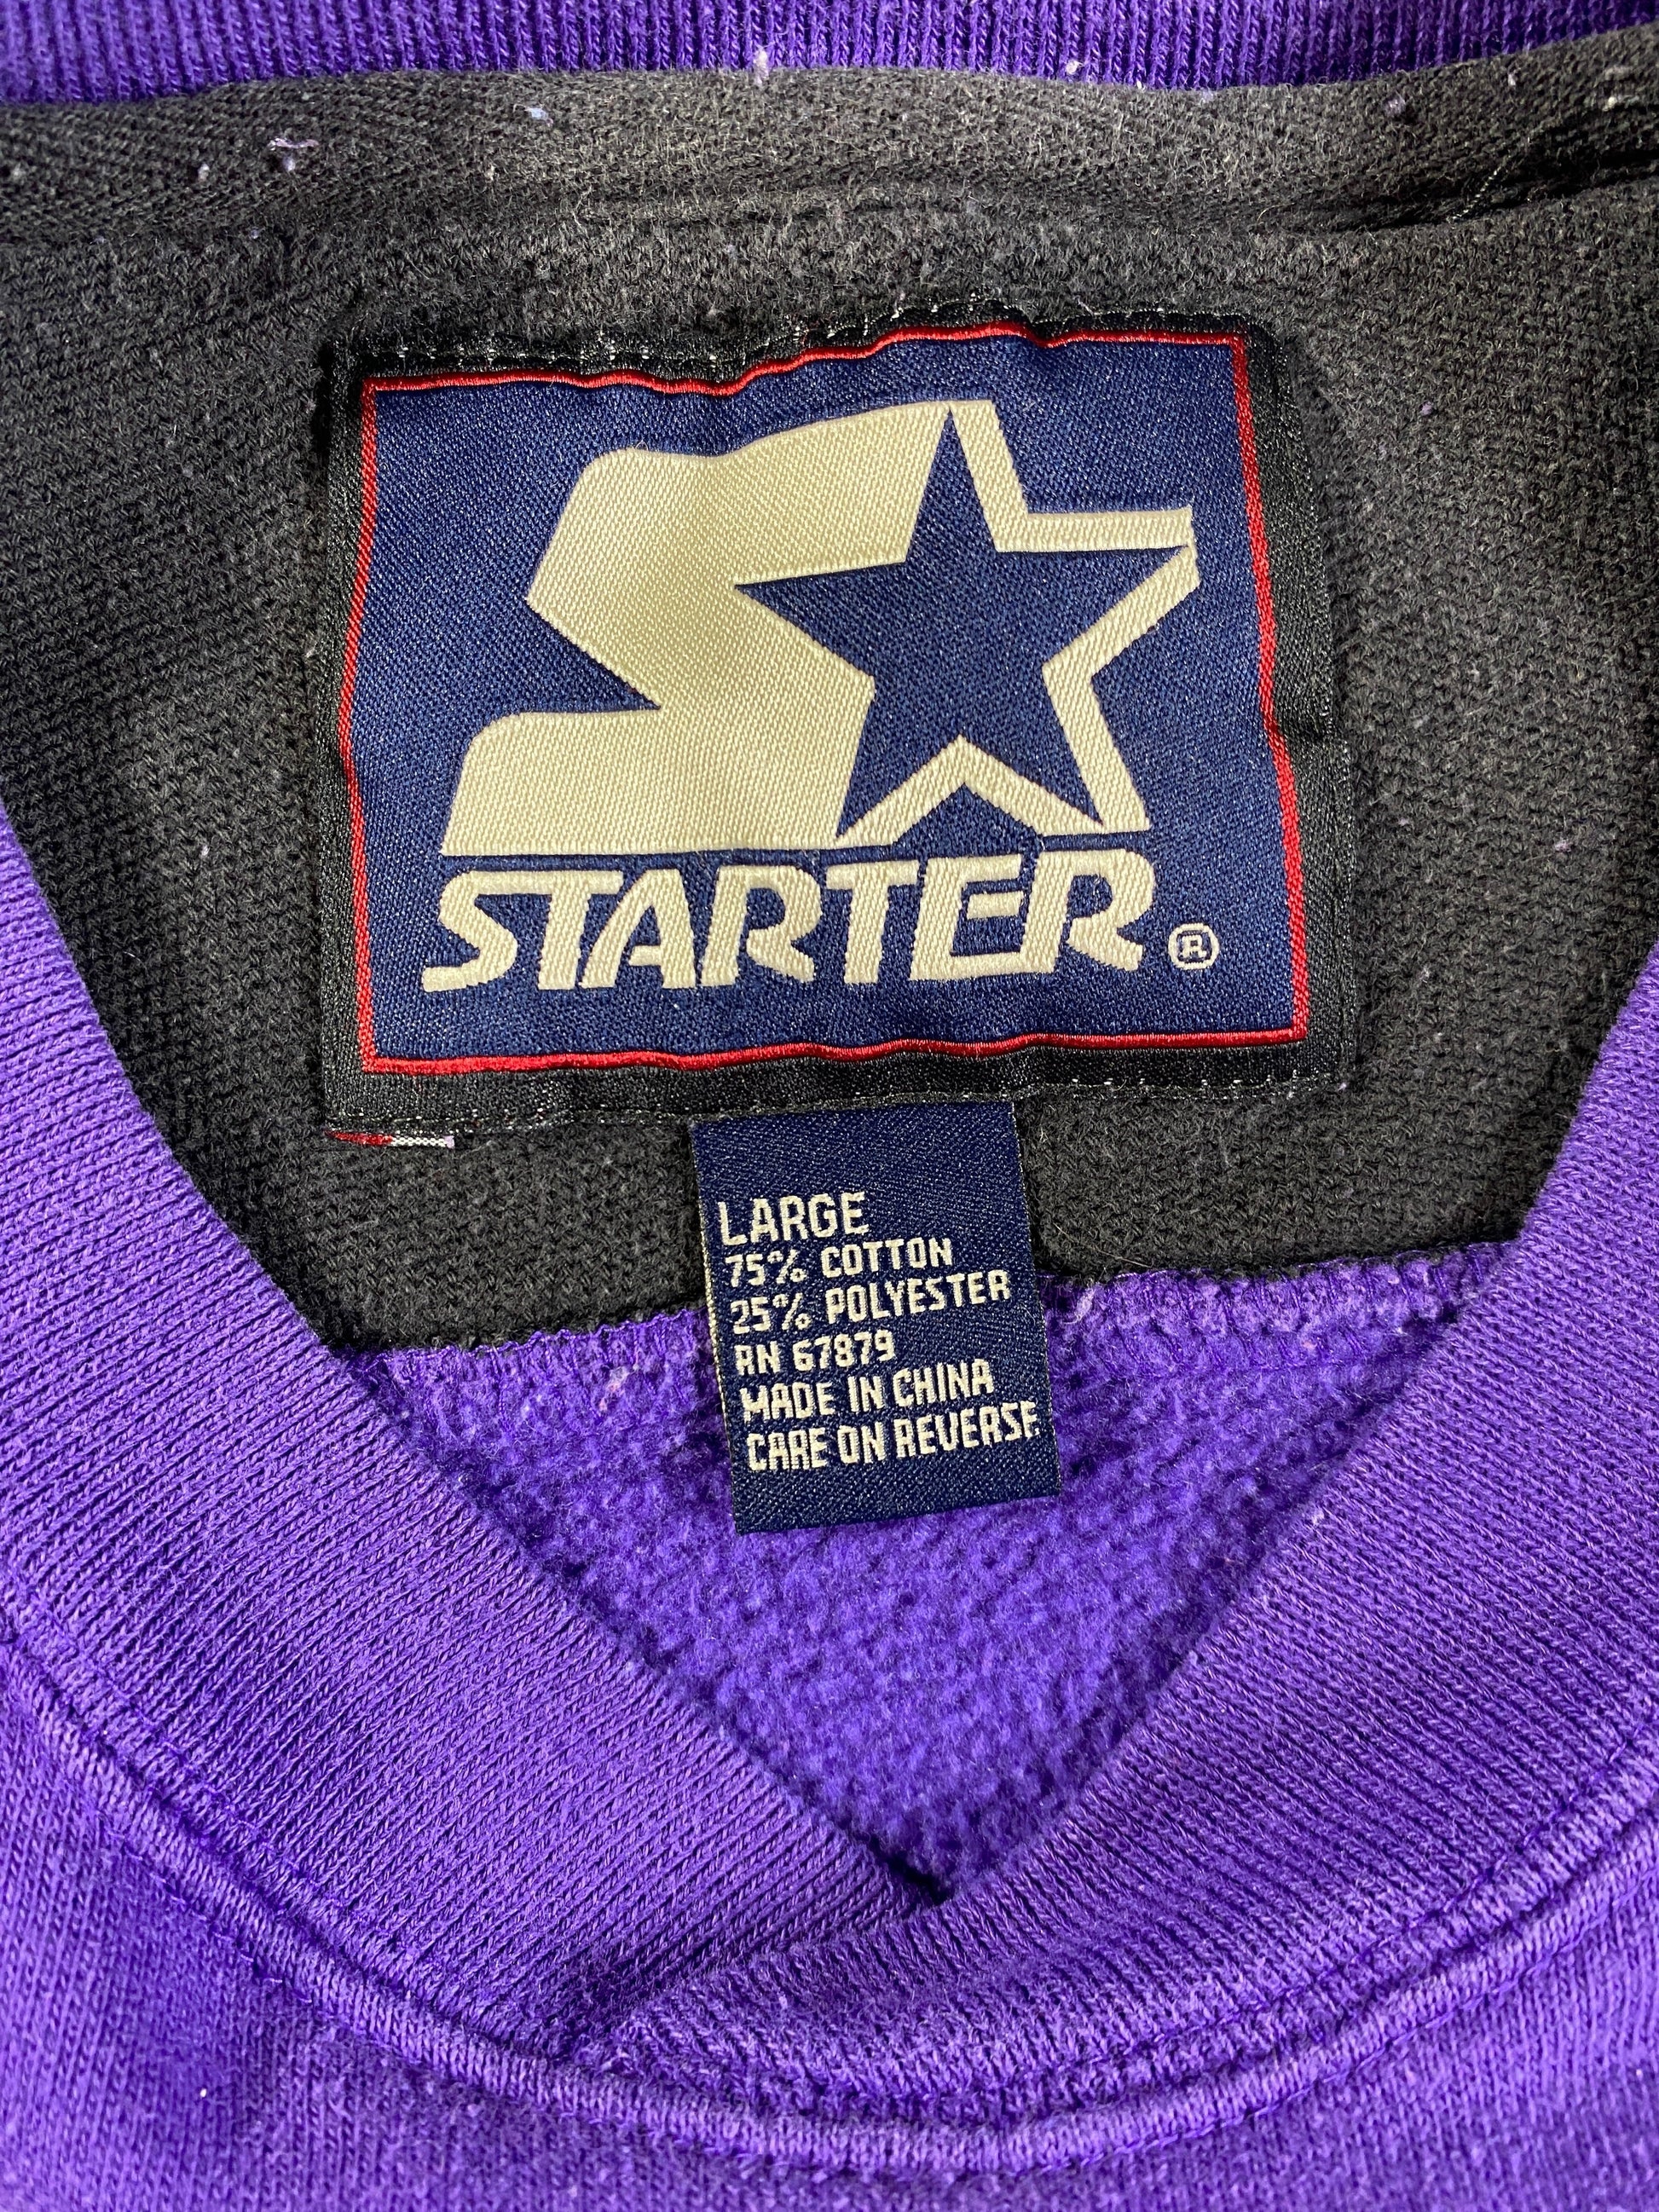 STARTER®
LARGE
75% COTTON
25% POLYESTER
RN 67879
MADE IN CHINA
CARE ON REVERSE